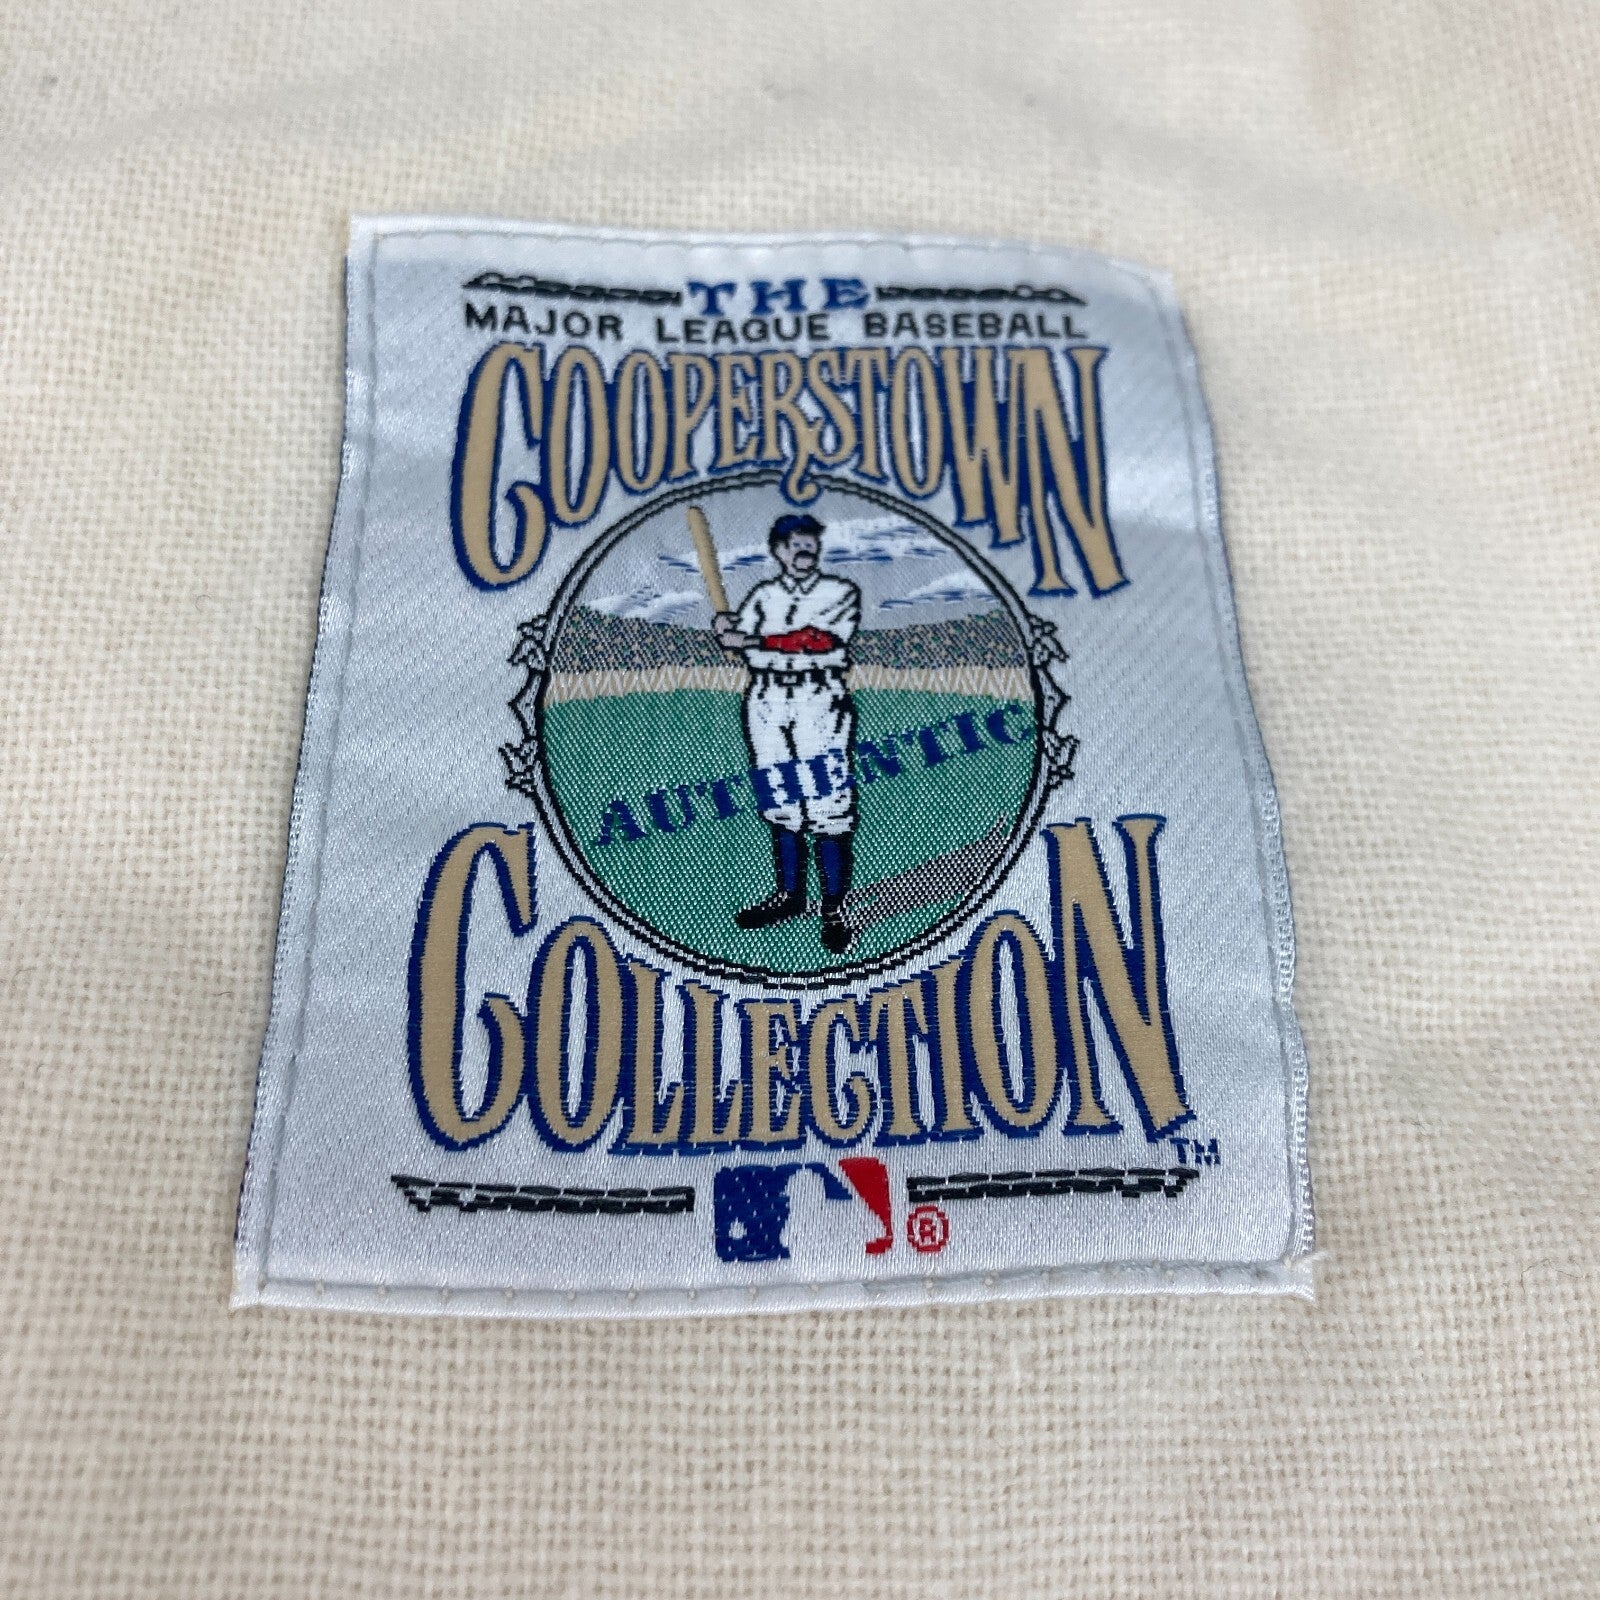 THE
MAJOR LEAGUE BASEBALL
COOPERSTOWN
AUTHENTIC
COLLECTION
TM
®